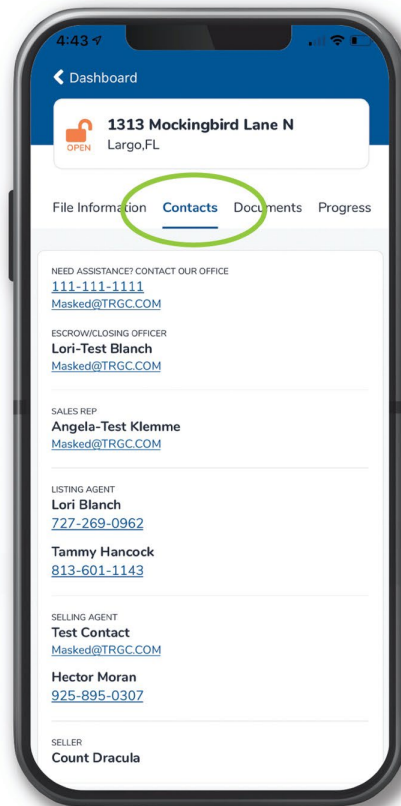 4:43
Dashboard
OPEN
1313 Mockingbird Lane N
Largo,FL
File Information Contacts Documents Progress
NEED ASSISTANCE? CONTACT OUR OFFICE
111-111-1111
Masked@TRGC.COM
ESCROW/CLOSING OFFICER
Lori-Test Blanch
Masked@TRGC.COM
SALES REP
Angela-Test Klemme
Masked@TRGC.COM
LISTING AGENT
Lori Blanch
727-269-0962
Tammy Hancock
813-601-1143
SELLING AGENT
Test Contact
Masked@TRGC.COM
Hector Moran
925-895-0307
SELLER
Count Dracula